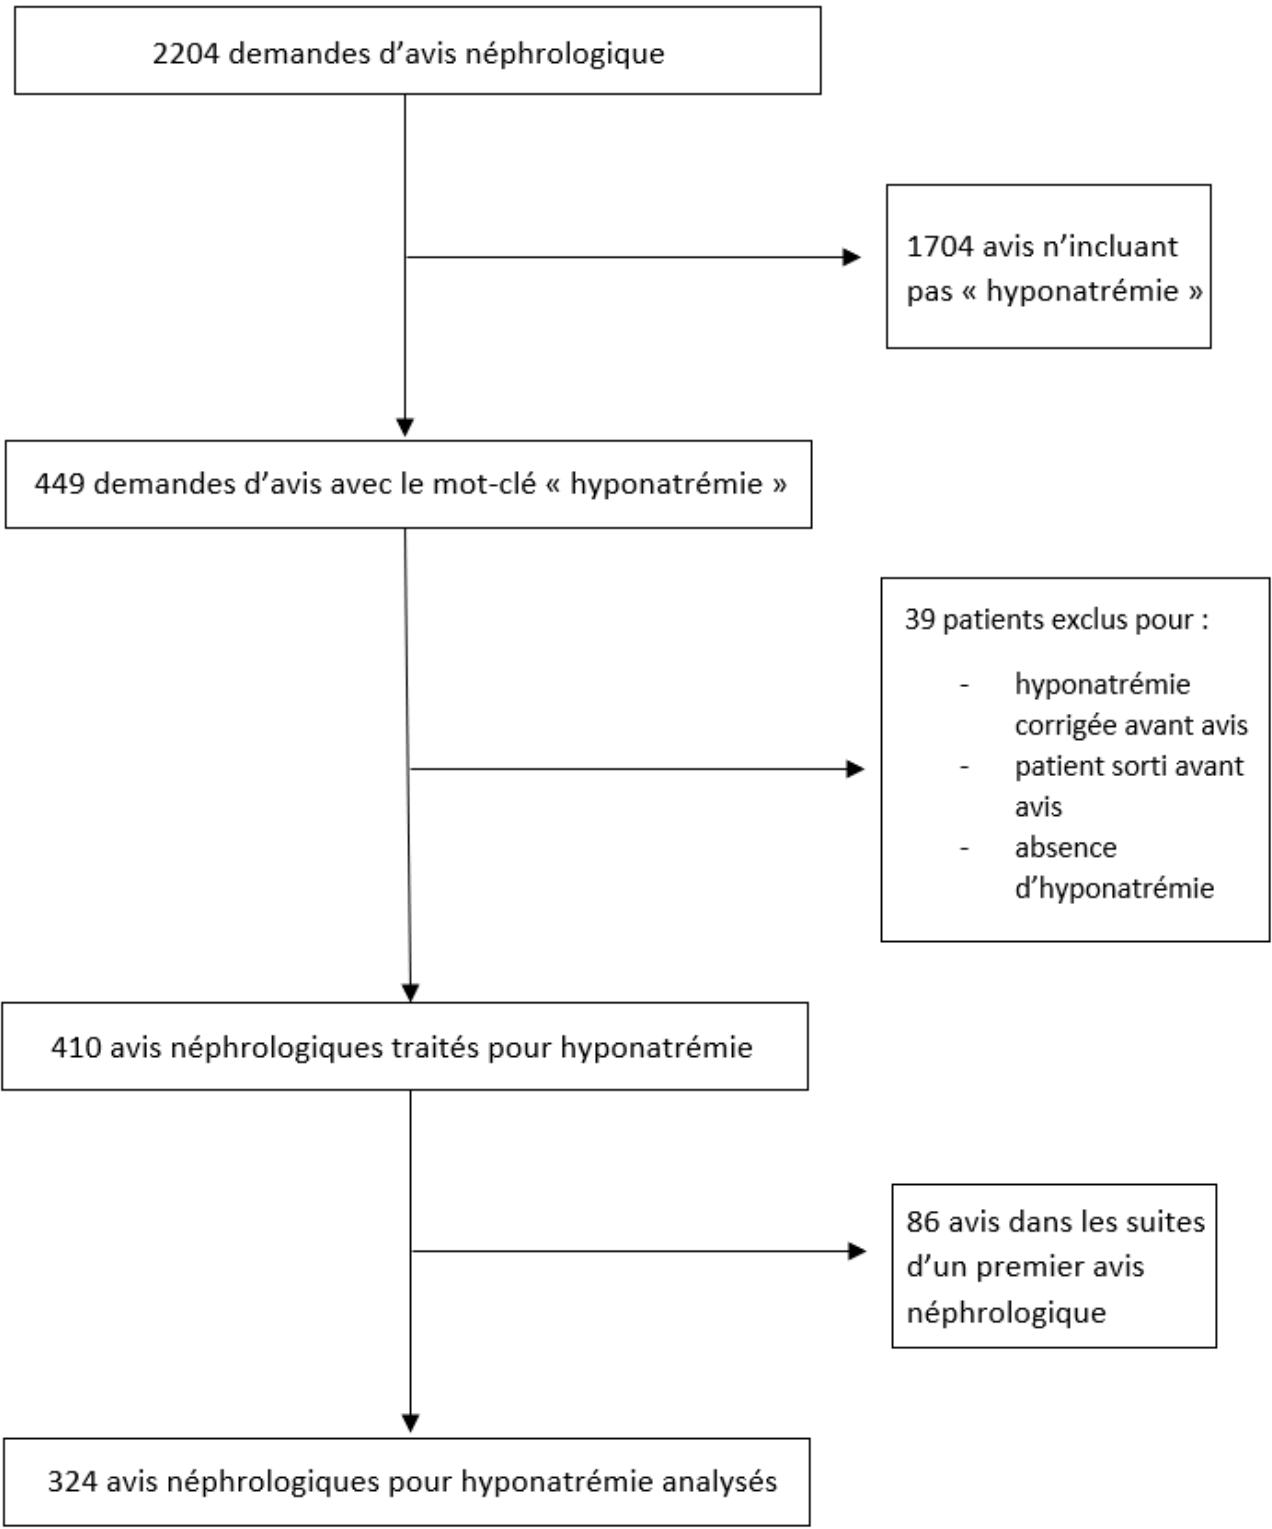 2204 demandes d’avis néphrologique
1704 avis n’incluant
pas « hyponatrémie »
449 demandes d’avis avec le mot-clé « hyponatrémie »
39 patients exclus pour :
- hyponatrémie
corrigée avant avis
- patient sorti avant
avis
- absence
d’hyponatrémie
410 avis néphrologiques traités pour hyponatrémie
86 avis dans les suites
d’un premier avis
néphrologique
324 avis néphrologiques pour hyponatrémie analysés